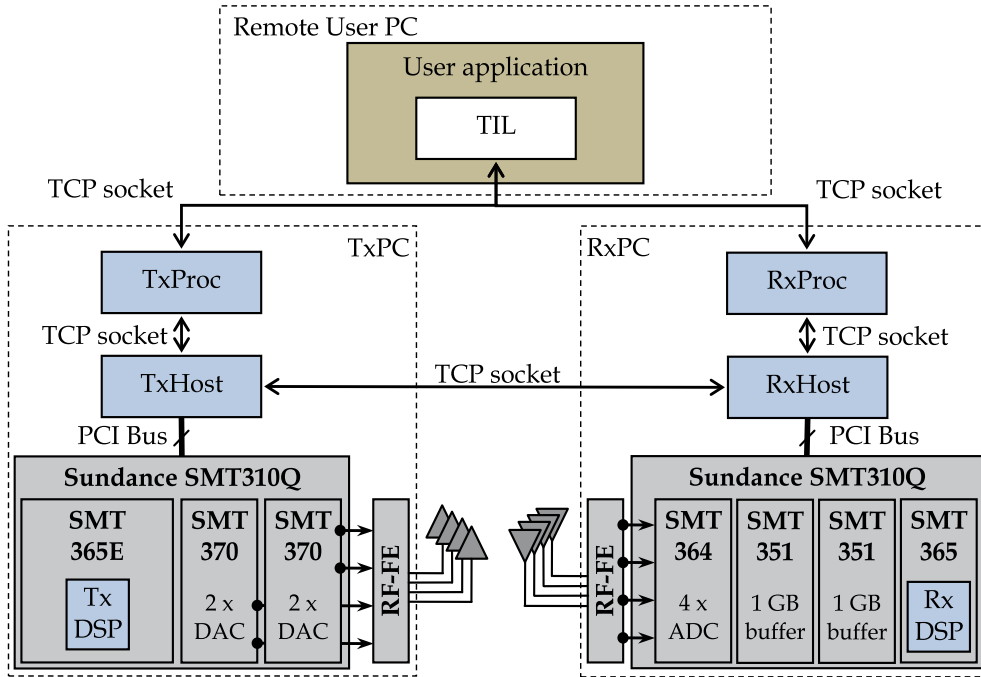 Remote User PC
User application
TIL
TCP socket
TCP socket
TxPC
RxPC
TxProc
RxProc
TCP socket
TCP socket
TxHost
TCP socket
RxHost
PCI Bus
PCI Bus
Sundance SMT310Q
SMT
365E
Tx
DSP
SMT
370
2 x
DAC
SMT
370
2 x
DAC
RF-FE
RF-FE
Sundance SMT310Q
SMT
364
4 x
ADC
SMT
351
1 GB
buffer
SMT
351
1 GB
buffer
SMT
365
Rx
DSP